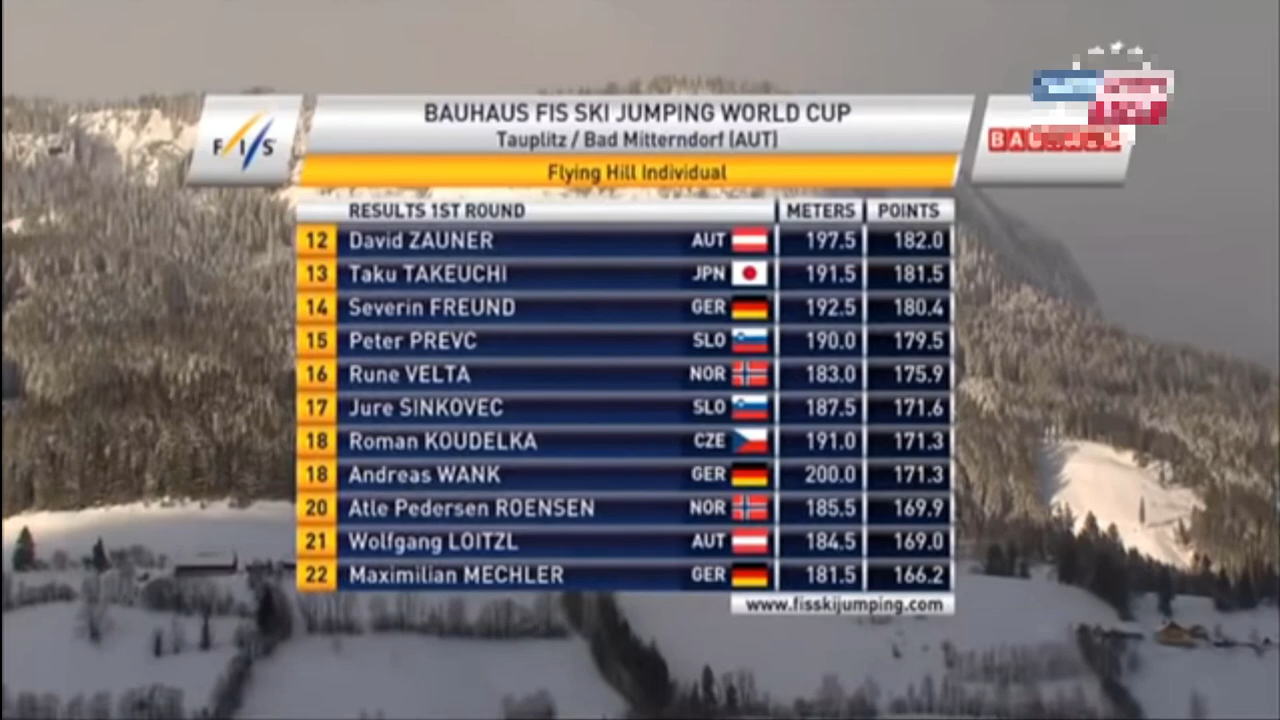 BAUHAUS FIS SKI JUMPING WORLD CUP
Tauplitz / Bad Mitterndorf (AUT)
Flying Hill Individual
FIS
RESULTS 1ST ROUND METERS POINTS
12 David ZAUNER AUT 197.5 182.0
13 Taku TAKEUCHI JPN 191.5 181.5
14 Severin FREUND GER 192.5 180.4
15 Peter PREVC SLO 190.0 179.5
16 Rune VELTA NOR 183.0 175.9
17 Jure SINKOVEC SLO 187.5 171.6
18 Roman KOUDELKA CZE 191.0 171.3
18 Andreas WANK GER 200.0 171.3
20 Atle Pedersen ROENSEN NOR 185.5 169.9
21 Wolfgang LOITZL AUT 184.5 169.0
22 Maximilian MECHLER GER 181.5 166.2
www.fisskijumping.com